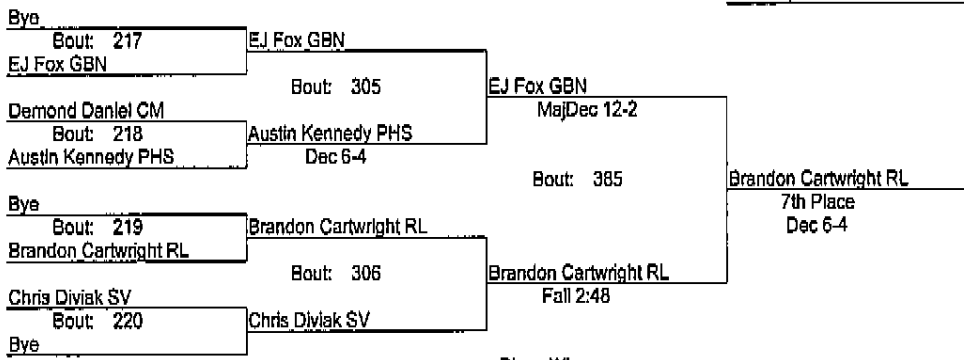 Bye
Bout: 217
EJ Fox GBN
EJ Fox GBN
Bout: 305
EJ Fox GBN
MajDec 12-2
Demond Daniel CM
Bout: 218
Austin Kennedy PHS
Austin Kennedy PHS
Dec 6-4
Bout: 385
Brandon Cartwright RL
7th Place
Dec 6-4
Bye
Bout: 219
Brandon Cartwright RL
Brandon Cartwright RL
Bout: 306
Brandon Cartwright RL
Fall 2:48
Chris Diviak SV
Bout: 220
Chris Diviak SV
Bye